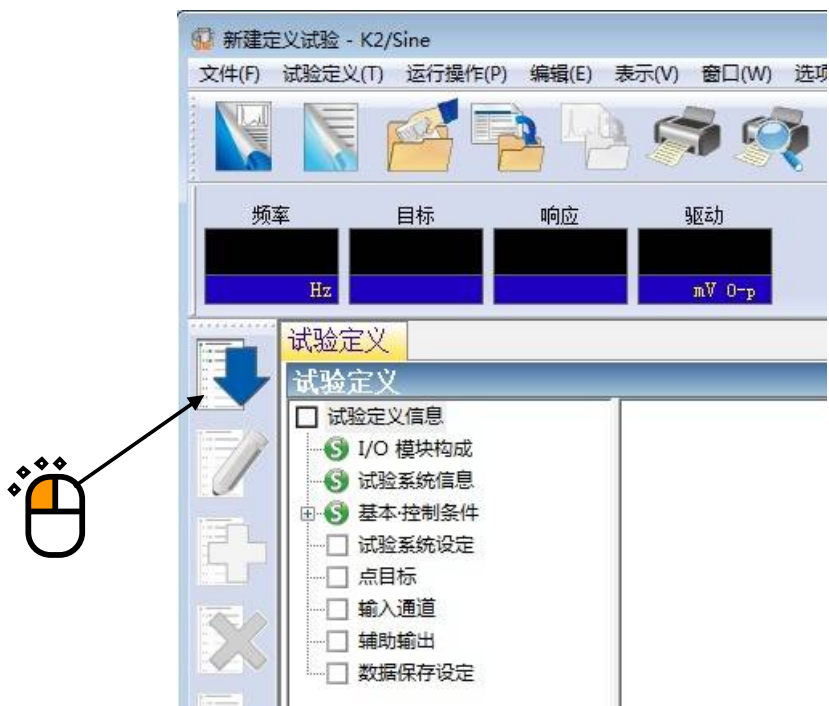 新建定义试验 - K2/Sine
文件(F) 试验定义(T) 运行操作(P) 编辑(E) 表示(V) 窗口(W) 选项
频率 目标 响应 驱动
Hz mV 0-p
试验定义
试验定义
试验定义信息
S I/O 模块构成
S 试验系统信息
S 基本·控制条件
试验系统设定
点目标
输入通道
辅助输出
数据保存设定